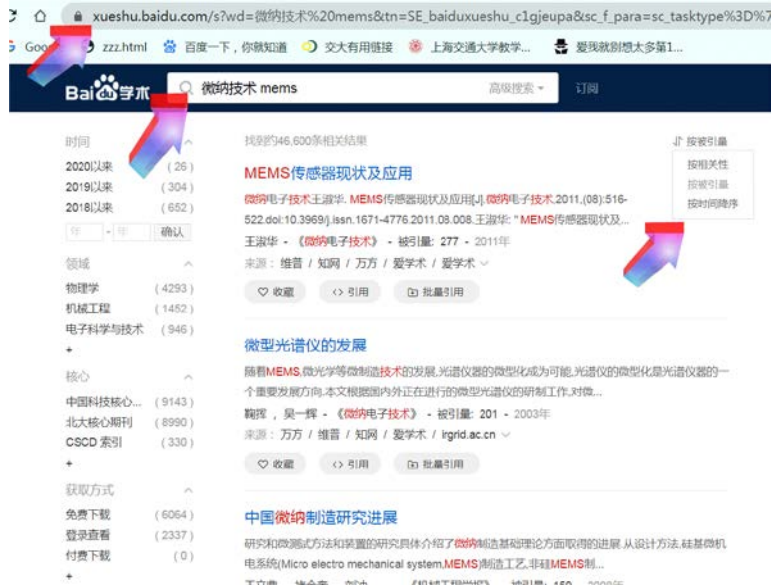 xueshu.baidu.com/s?wd=微纳技术%20mems&tn=SE_baiduxueshu_c1gjeupa&sc_f_para=sc_tasktype%3D%7
Goo
zzz.html
百度一下，你就知道
交大有用链接
上海交通大学教学...
爱我就别想太多第1...
Bai du 学术
微纳技术 mems
高级搜索
订阅
时间
2020以来 (26)
2019以来 (304)
2018以来 (652)
年 - 年 确认
领域
物理学 (4293)
机械工程 (1452)
电子科学与技术 (946)
+
核心
中国科技核心... (9143)
北大核心期刊 (8990)
CSCD 索引 (330)
+
获取方式
免费下载 (6064)
登录查看 (2337)
付费下载 (0)
+
找到约46,600条相关结果
按被引量
按相关性
按被引量
按时间降序
MEMS传感器现状及应用
微纳电子技术王淑华. MEMS传感器现状及应用[J].微纳电子技术.2011,(08):516-
522.doi:10.3969/j.issn.1671-4776.2011.08.008.王淑华: " MEMS传感器现状及...
王淑华 - 《微纳电子技术》 - 被引量: 277 - 2011年
来源： 维普 / 知网 / 万方 / 爱学术 / 爱学术
收藏 <> 引用 批量引用
微型光谱仪的发展
随着MEMS,微光学等微制造技术的发展,光谱仪器的微型化成为可能,光谱仪的微型化是光谱仪器的一
个重要发展方向.本文根据国内外正在进行的微型光谱仪的研制工作,对微...
鞠挥 ， 吴一辉 - 《微纳电子技术》 - 被引量: 201 - 2003年
来源： 万方 / 维普 / 知网 / 爱学术 / irgrid.ac.cn
收藏 <> 引用 批量引用
中国微纳制造研究进展
研究和微测试方法和装置的研究具体介绍了微纳制造基础理论方面取得的进展.从设计方法,硅基微机
电系统(Micro electro mechanical system,MEMS)制造工艺,非硅MEMS制...